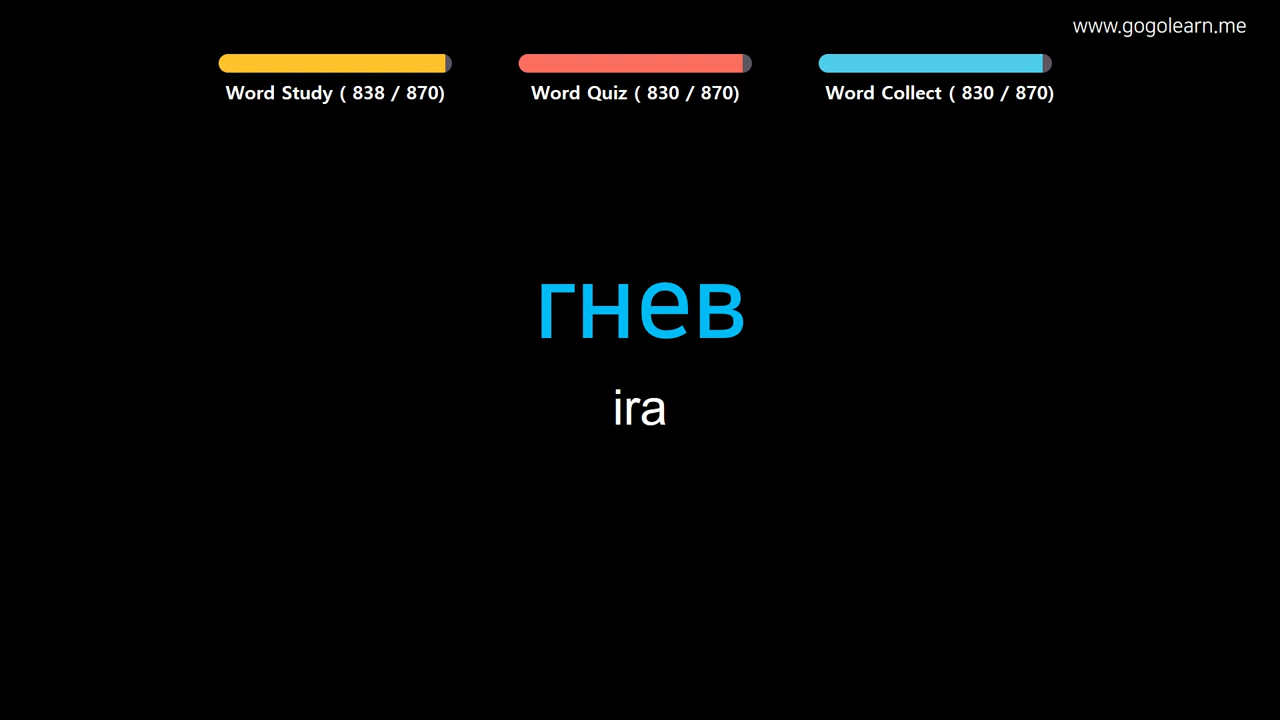 www.gogolearn.me
Word Study ( 838 / 870)
Word Quiz ( 830 / 870)
Word Collect ( 830 / 870)
гнев
ira